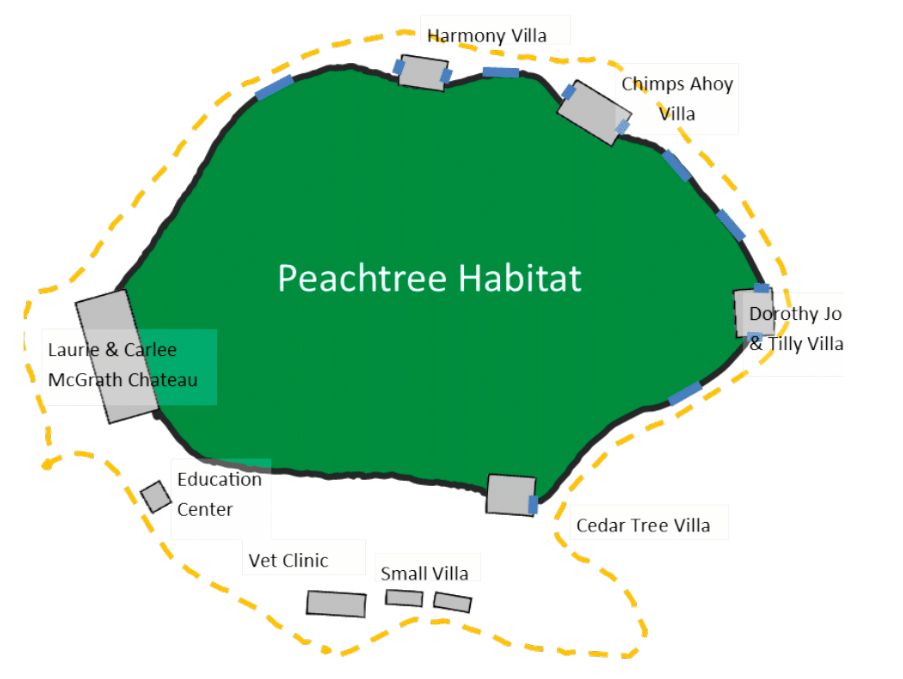 Harmony Villa
Chimps Ahoy
Villa
Peachtree Habitat
Dorothy Jo
& Tilly Villa
Laurie & Carlee
McGrath Chateau
Education
Center
Cedar Tree Villa
Vet Clinic
Small Villa